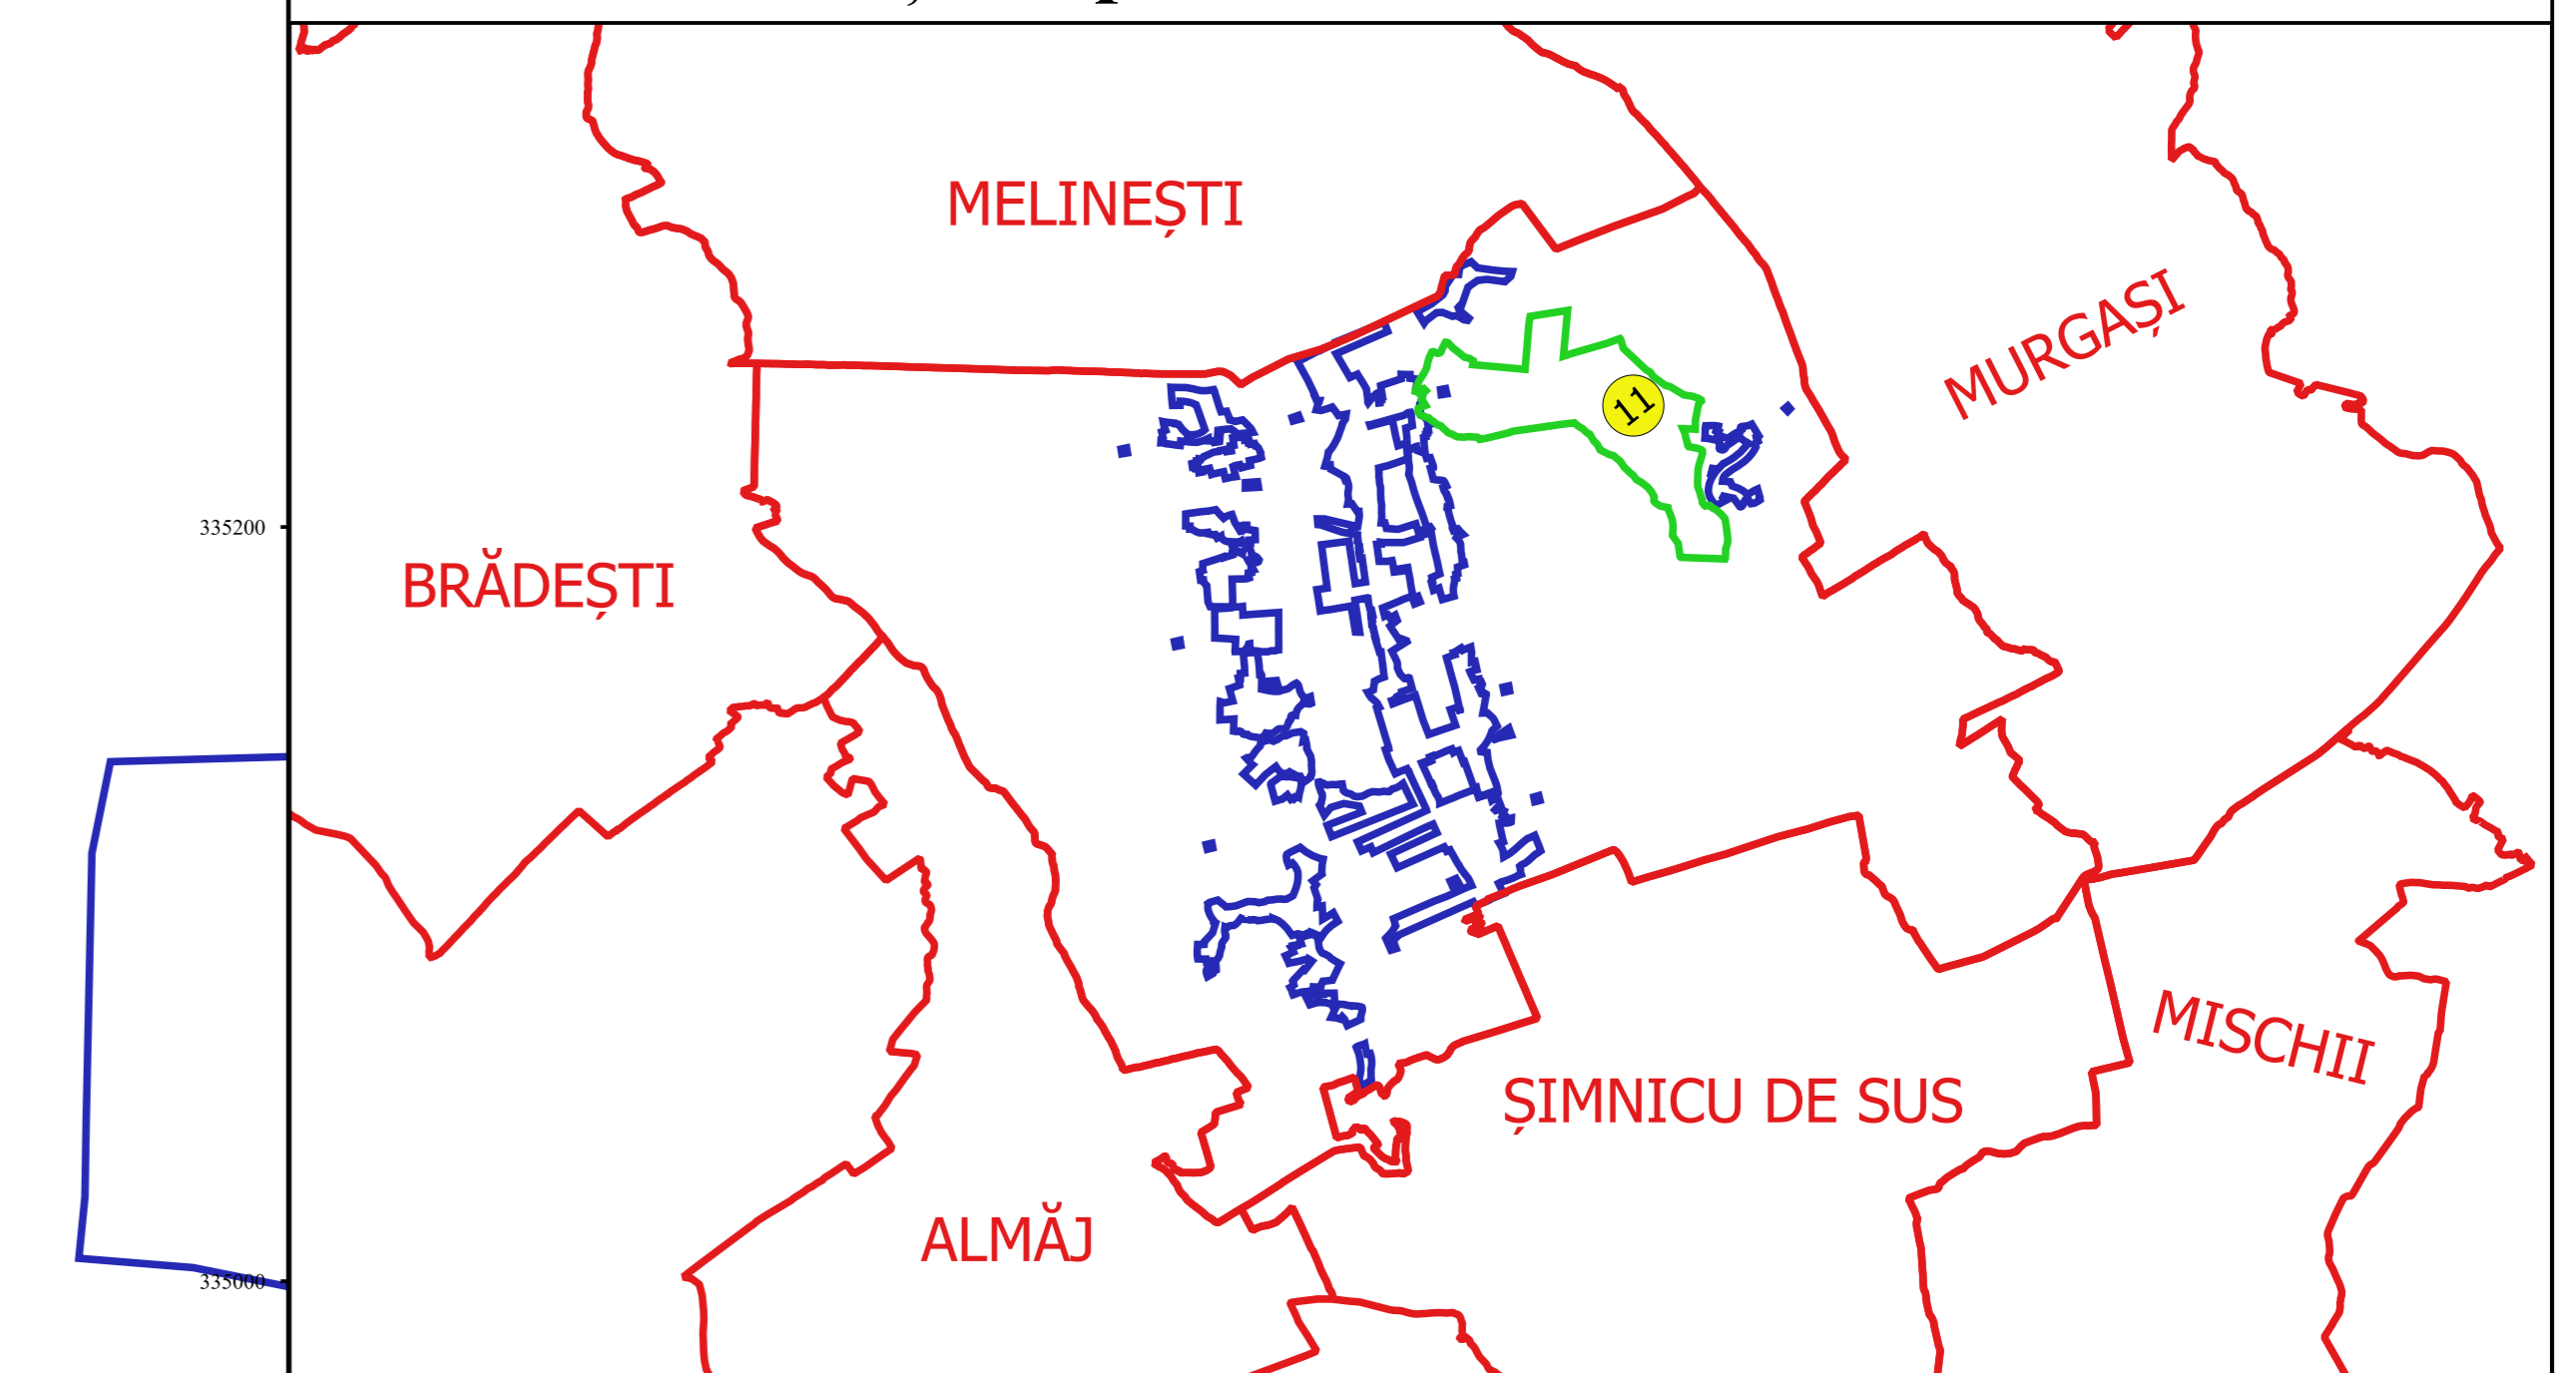 MELINEȘTI
MURGAȘI
11
335200
BRĂDEȘTI
MISCHII
ȘIMNICU DE SUS
ALMĂJ
335000